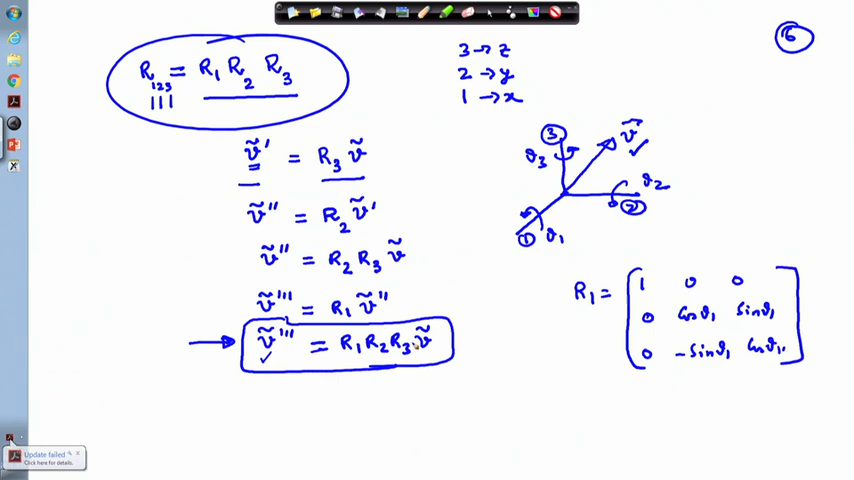 6
R₁₂₃ = R₁ R₂ R₃
111
3 → z
2 → y
1 → x
ṽ' = R₃ ṽ
ṽ'' = R₂ ṽ'
ṽ'' = R₂ R₃ ṽ
ṽ''' = R₁ ṽ''
ṽ''' = R₁ R₂ R₃ ṽ
3
v⃗
θ₃
θ₂
2
1
θ₁
R₁ =
1 0 0
0 cosθ₁ sinθ₁
0 -sinθ₁ cosθ₁
Update failed
Click here for details.